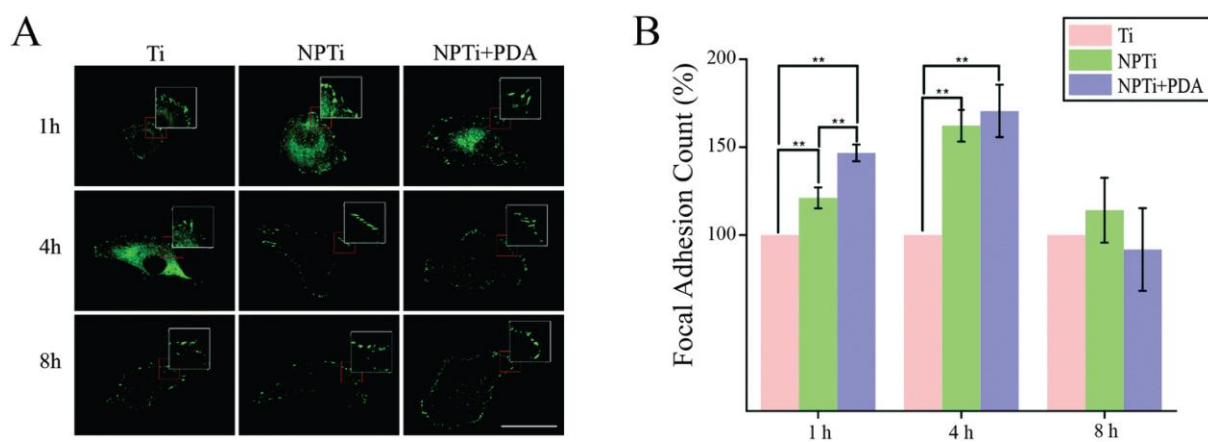 A
Ti NPTi NPTi+PDA
1h
4h
8h
B
Ti
NPTi
NPTi+PDA
Focal Adhesion Count (%)
200
150
100
** ** ** ** **
1 h 4 h 8 h